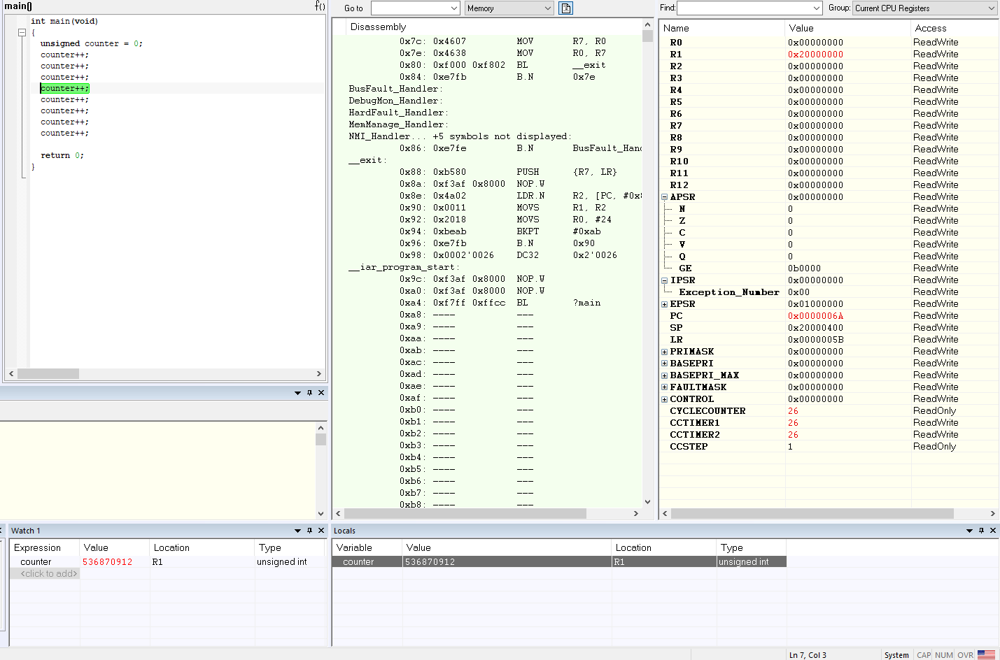 main()
f()
int main(void)
{
unsigned counter = 0;
counter++;
counter++;
counter++;
counter++;
counter++;
counter++;
counter++;
counter++;
return 0;
}
Go to
Memory
Disassembly
0x7c: 0x4607 MOV R7, R0
0x7e: 0x4638 MOV R0, R7
0x80: 0xf000 0xf802 BL __exit
0x84: 0xe7fb B.N 0x7e
BusFault_Handler:
DebugMon_Handler:
HardFault_Handler:
MemManage_Handler:
NMI_Handler... +5 symbols not displayed:
0x86: 0xe7fe B.N BusFault_Hand
__exit:
0x88: 0xb580 PUSH {R7, LR}
0x8a: 0xf3af 0x8000 NOP.W
0x8e: 0x4a02 LDR.N R2, [PC, #0x8
0x90: 0x0011 MOVS R1, R2
0x92: 0x2018 MOVS R0, #24
0x94: 0xbeab BKPT #0xab
0x96: 0xe7fb B.N 0x90
0x98: 0x0002'0026 DC32 0x2'0026
__iar_program_start:
0x9c: 0xf3af 0x8000 NOP.W
0xa0: 0xf3af 0x8000 NOP.W
0xa4: 0xf7ff 0xffcc BL ?main
0xa8: ---- ---
0xa9: ---- ---
0xaa: ---- ---
0xab: ---- ---
0xac: ---- ---
0xad: ---- ---
0xae: ---- ---
0xaf: ---- ---
0xb0: ---- ---
0xb1: ---- ---
0xb2: ---- ---
0xb3: ---- ---
0xb4: ---- ---
0xb5: ---- ---
0xb6: ---- ---
0xb7: ---- ---
0xb8: ---- ---
Find: Group: Current CPU Registers
Name Value Access
R0 0x00000000 ReadWrite
R1 0x20000000 ReadWrite
R2 0x00000000 ReadWrite
R3 0x00000000 ReadWrite
R4 0x00000000 ReadWrite
R5 0x00000000 ReadWrite
R6 0x00000000 ReadWrite
R7 0x00000000 ReadWrite
R8 0x00000000 ReadWrite
R9 0x00000000 ReadWrite
R10 0x00000000 ReadWrite
R11 0x00000000 ReadWrite
R12 0x00000000 ReadWrite
APSR 0x00000000 ReadWrite
N 0 ReadWrite
Z 0 ReadWrite
C 0 ReadWrite
V 0 ReadWrite
Q 0 ReadWrite
GE 0b0000 ReadWrite
IPSR 0x00000000 ReadWrite
Exception_Number 0x00 ReadWrite
EPSR 0x01000000 ReadWrite
PC 0x0000006A ReadWrite
SP 0x20000400 ReadWrite
LR 0x0000005B ReadWrite
PRIMASK 0x00000000 ReadWrite
BASEPRI 0x00000000 ReadWrite
BASEPRI_MAX 0x00000000 ReadWrite
FAULTMASK 0x00000000 ReadWrite
CONTROL 0x00000000 ReadWrite
CYCLECOUNTER 26 ReadOnly
CCTIMER1 26 ReadWrite
CCTIMER2 26 ReadWrite
CCSTEP 1 ReadOnly
Watch 1
Expression Value Location Type
counter 536870912 R1 unsigned int
<click to add>
Locals
Variable Value Location Type
counter 536870912 R1 unsigned int
Ln 7, Col 3 System CAP NUM OVR